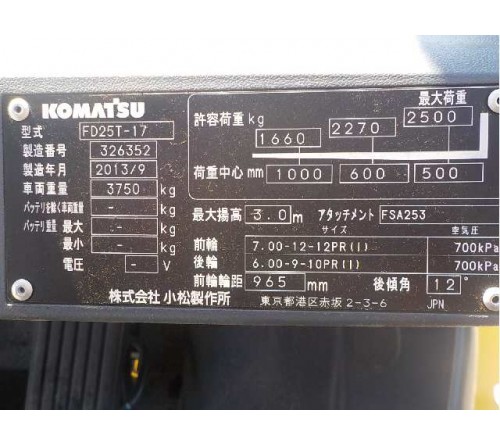 KOMATSU
型式 FD25T-17
製造番号 326352
製造年月 2013/9
車両重量 3750 kg
バッテリを除く車両重量 - kg
バッテリ重量 最大 - kg
最小 - kg
電圧 - V
株式会社 小松製作所
最大荷重
許容荷重 kg 1660 2270 2500
荷重中心 mm 1000 600 500
最大揚高 3.0 m アタッチメント FSA253
サイズ 空気圧
前輪 7.00-12-12PR(I) 700kPa
後輪 6.00-9-10PR(I) 700kPa
前輪輪距 965 mm 後傾角 12°
東京都港区赤坂 2-3-6 JPN